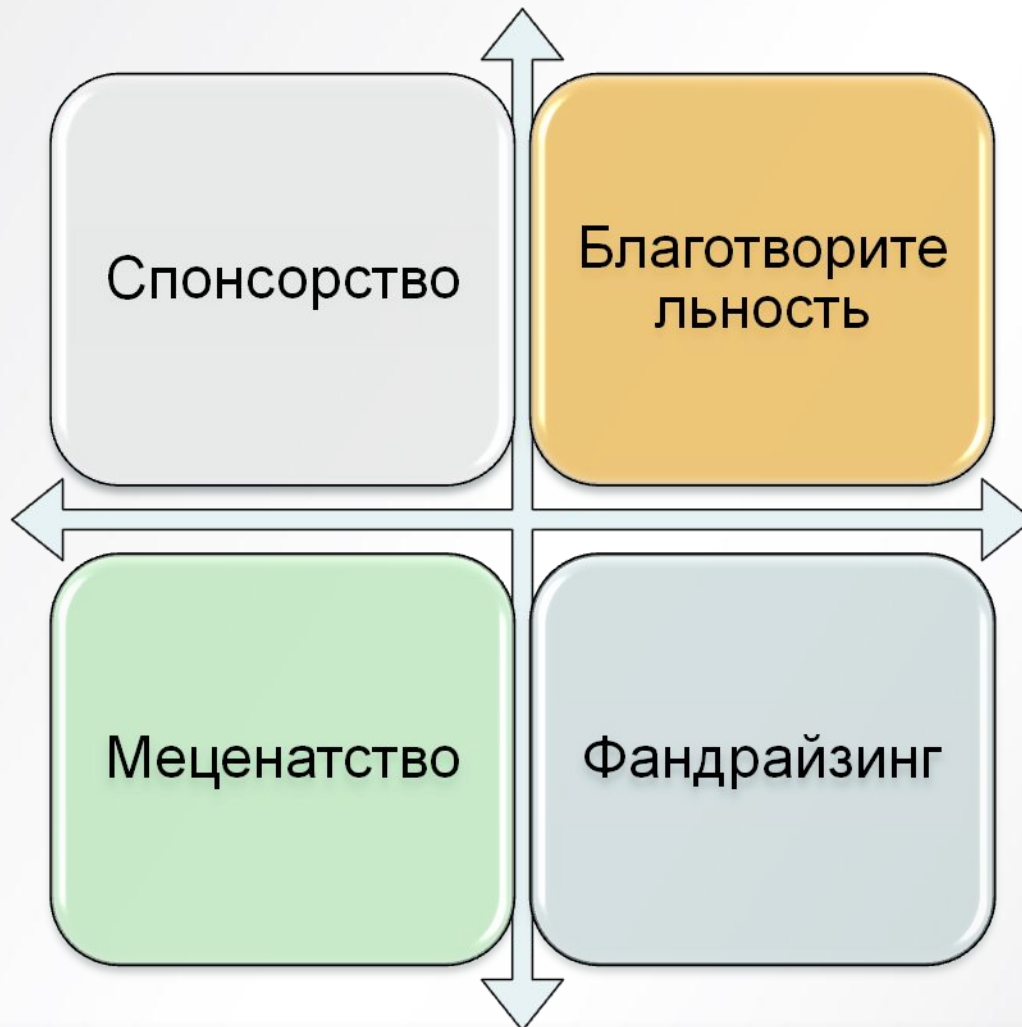 Спонсорство
Благотворите
льность
Меценатство
Фандрайзинг